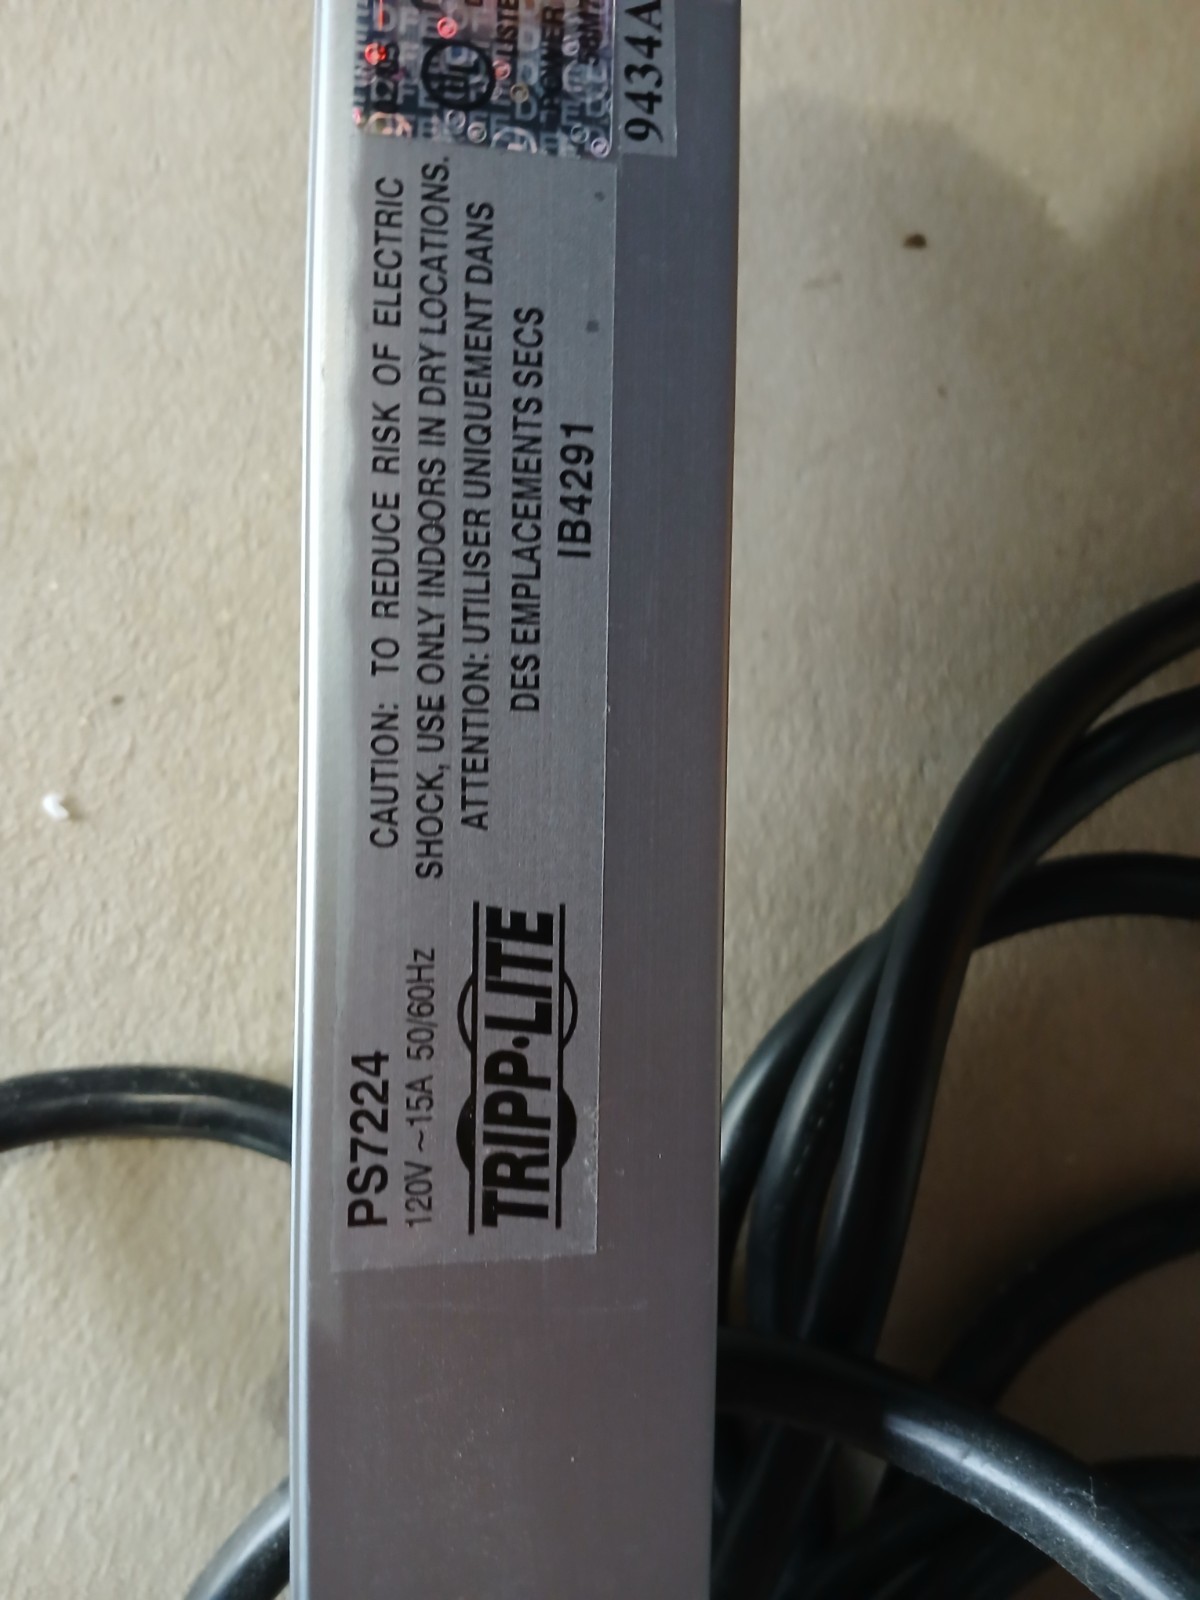 PS7224
120V ~15A 50/60Hz
TRIPP·LITE
CAUTION: TO REDUCE RISK OF ELECTRIC
SHOCK, USE ONLY INDOORS IN DRY LOCATIONS.
ATTENTION: UTILISER UNIQUEMENT DANS
DES EMPLACEMENTS SECS
IB4291
9434A